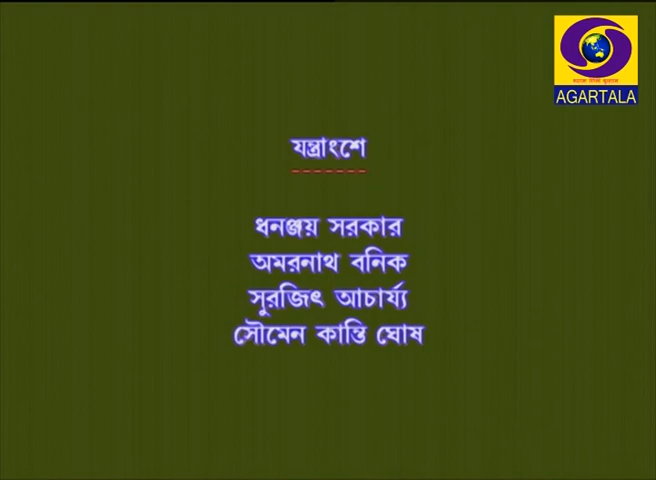 AGARTALA
যন্ত্রাংশে
ধনঞ্জয় সরকার
অমরনাথ বনিক
সুরজিৎ আচার্য্য
সৌমেন কান্তি ঘোষ